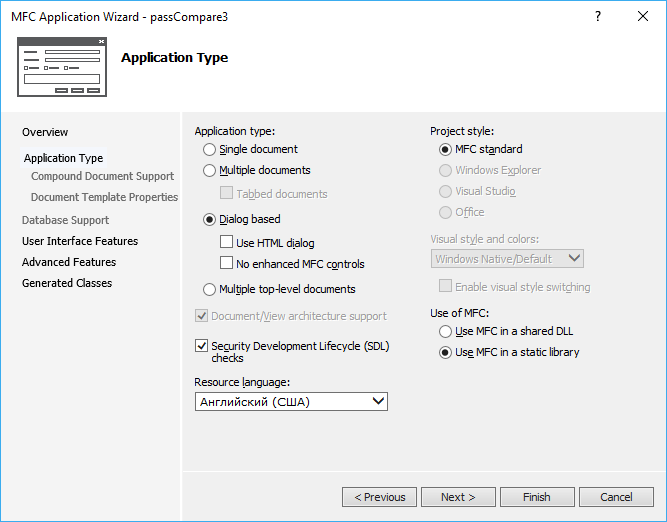 MFC Application Wizard - passCompare3
?
Application Type
Overview
Application Type
Compound Document Support
Document Template Properties
Database Support
User Interface Features
Advanced Features
Generated Classes
Application type:
Single document
Multiple documents
Tabbed documents
Dialog based
Use HTML dialog
No enhanced MFC controls
Multiple top-level documents
Document/View architecture support
Security Development Lifecycle (SDL)
checks
Resource language:
Английский (США)
Project style:
MFC standard
Windows Explorer
Visual Studio
Office
Visual style and colors:
Windows Native/Default
Enable visual style switching
Use of MFC:
Use MFC in a shared DLL
Use MFC in a static library
< Previous
Next >
Finish
Cancel